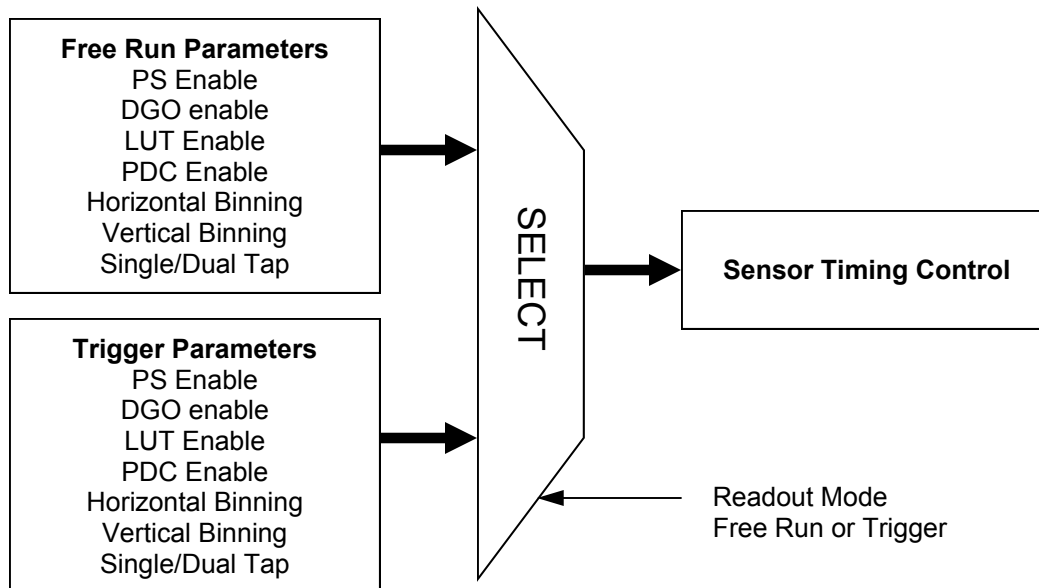 Free Run Parameters
PS Enable
DGO enable
LUT Enable
PDC Enable
Horizontal Binning
Vertical Binning
Single/Dual Tap
Trigger Parameters
PS Enable
DGO enable
LUT Enable
PDC Enable
Horizontal Binning
Vertical Binning
Single/Dual Tap
SELECT
Sensor Timing Control
Readout Mode
Free Run or Trigger